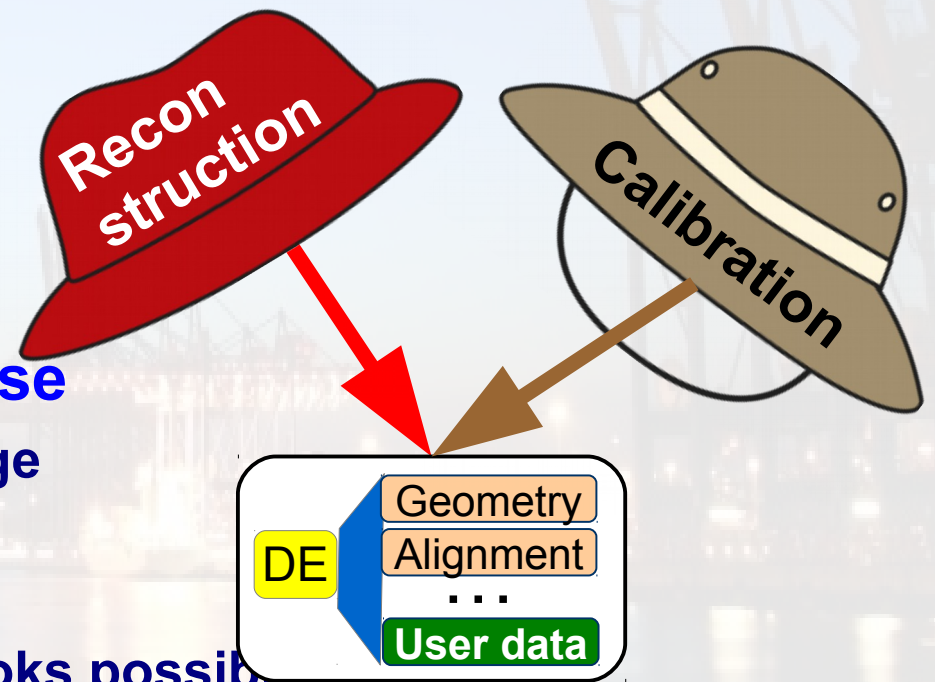 Recon
struction
Calibration
se
ge
Geometry
DE
Alignment
...
User data
oks possib